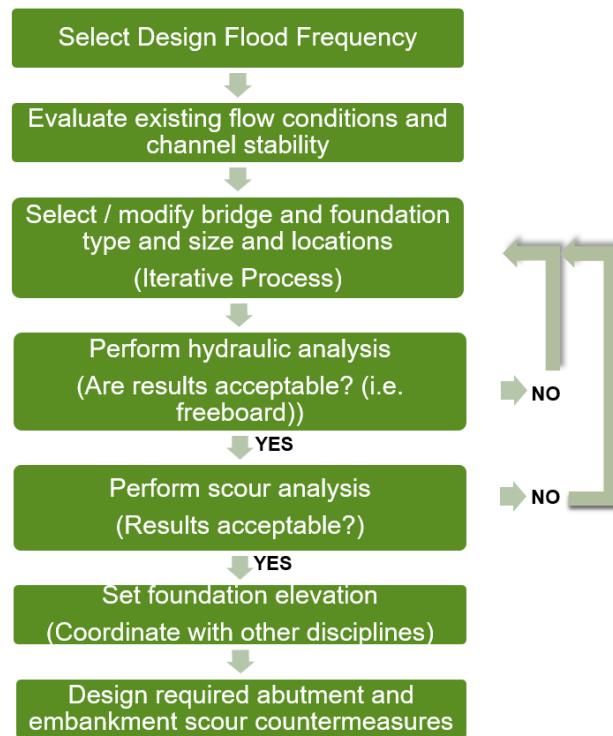 Select Design Flood Frequency
Evaluate existing flow conditions and
channel stability
Select / modify bridge and foundation
type and size and locations
(Iterative Process)
Perform hydraulic analysis
(Are results acceptable? (i.e.
freeboard))
NO
YES
Perform scour analysis
(Results acceptable?)
NO
YES
Set foundation elevation
(Coordinate with other disciplines)
Design required abutment and
embankment scour countermeasures